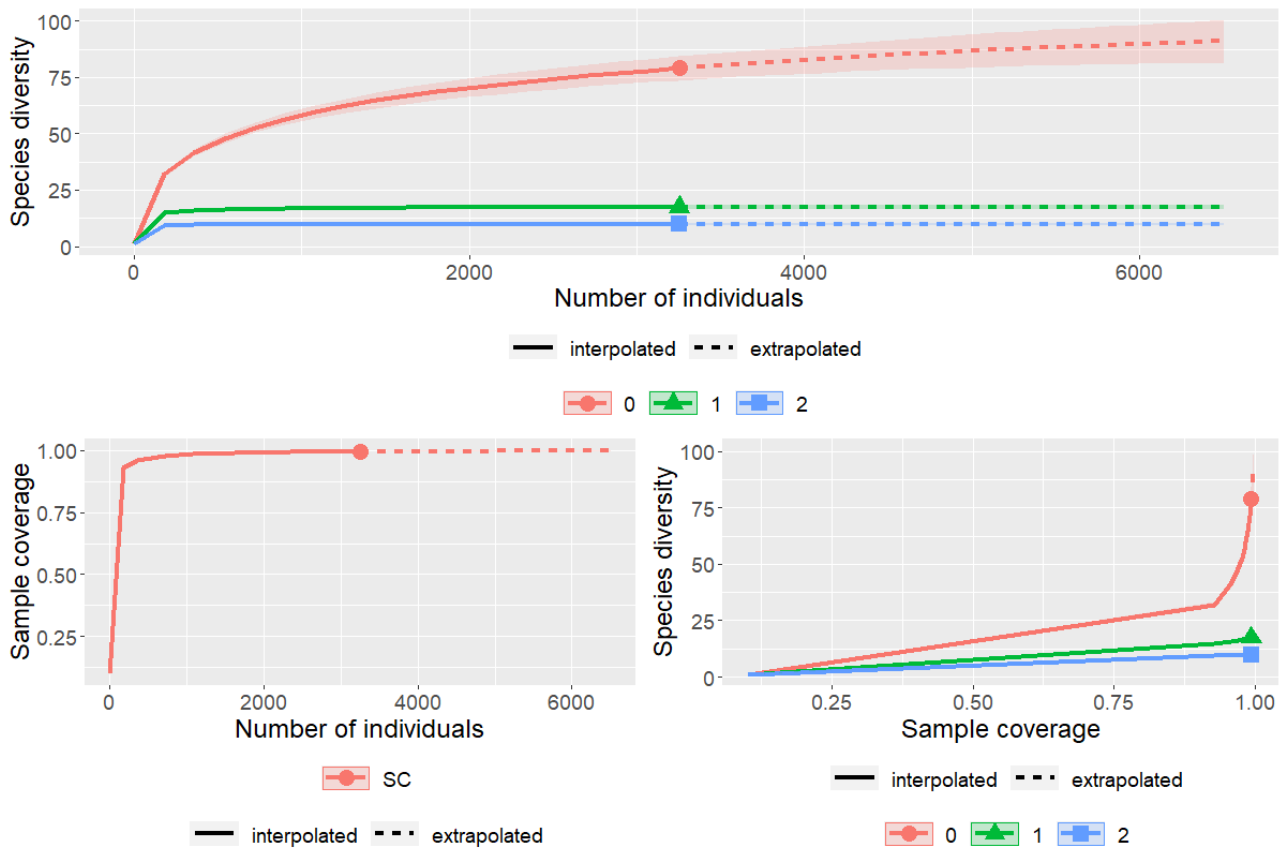 Species diversity
100
75
50
25
0
0 2000 4000 6000
Number of individuals
interpolated extrapolated
0 1 2
Sample coverage
1.00
0.75
0.50
0.25
0 2000 4000 6000
Number of individuals
SC
interpolated extrapolated
Species diversity
100
75
50
25
0
0.25 0.50 0.75 1.00
Sample coverage
interpolated extrapolated
0 1 2